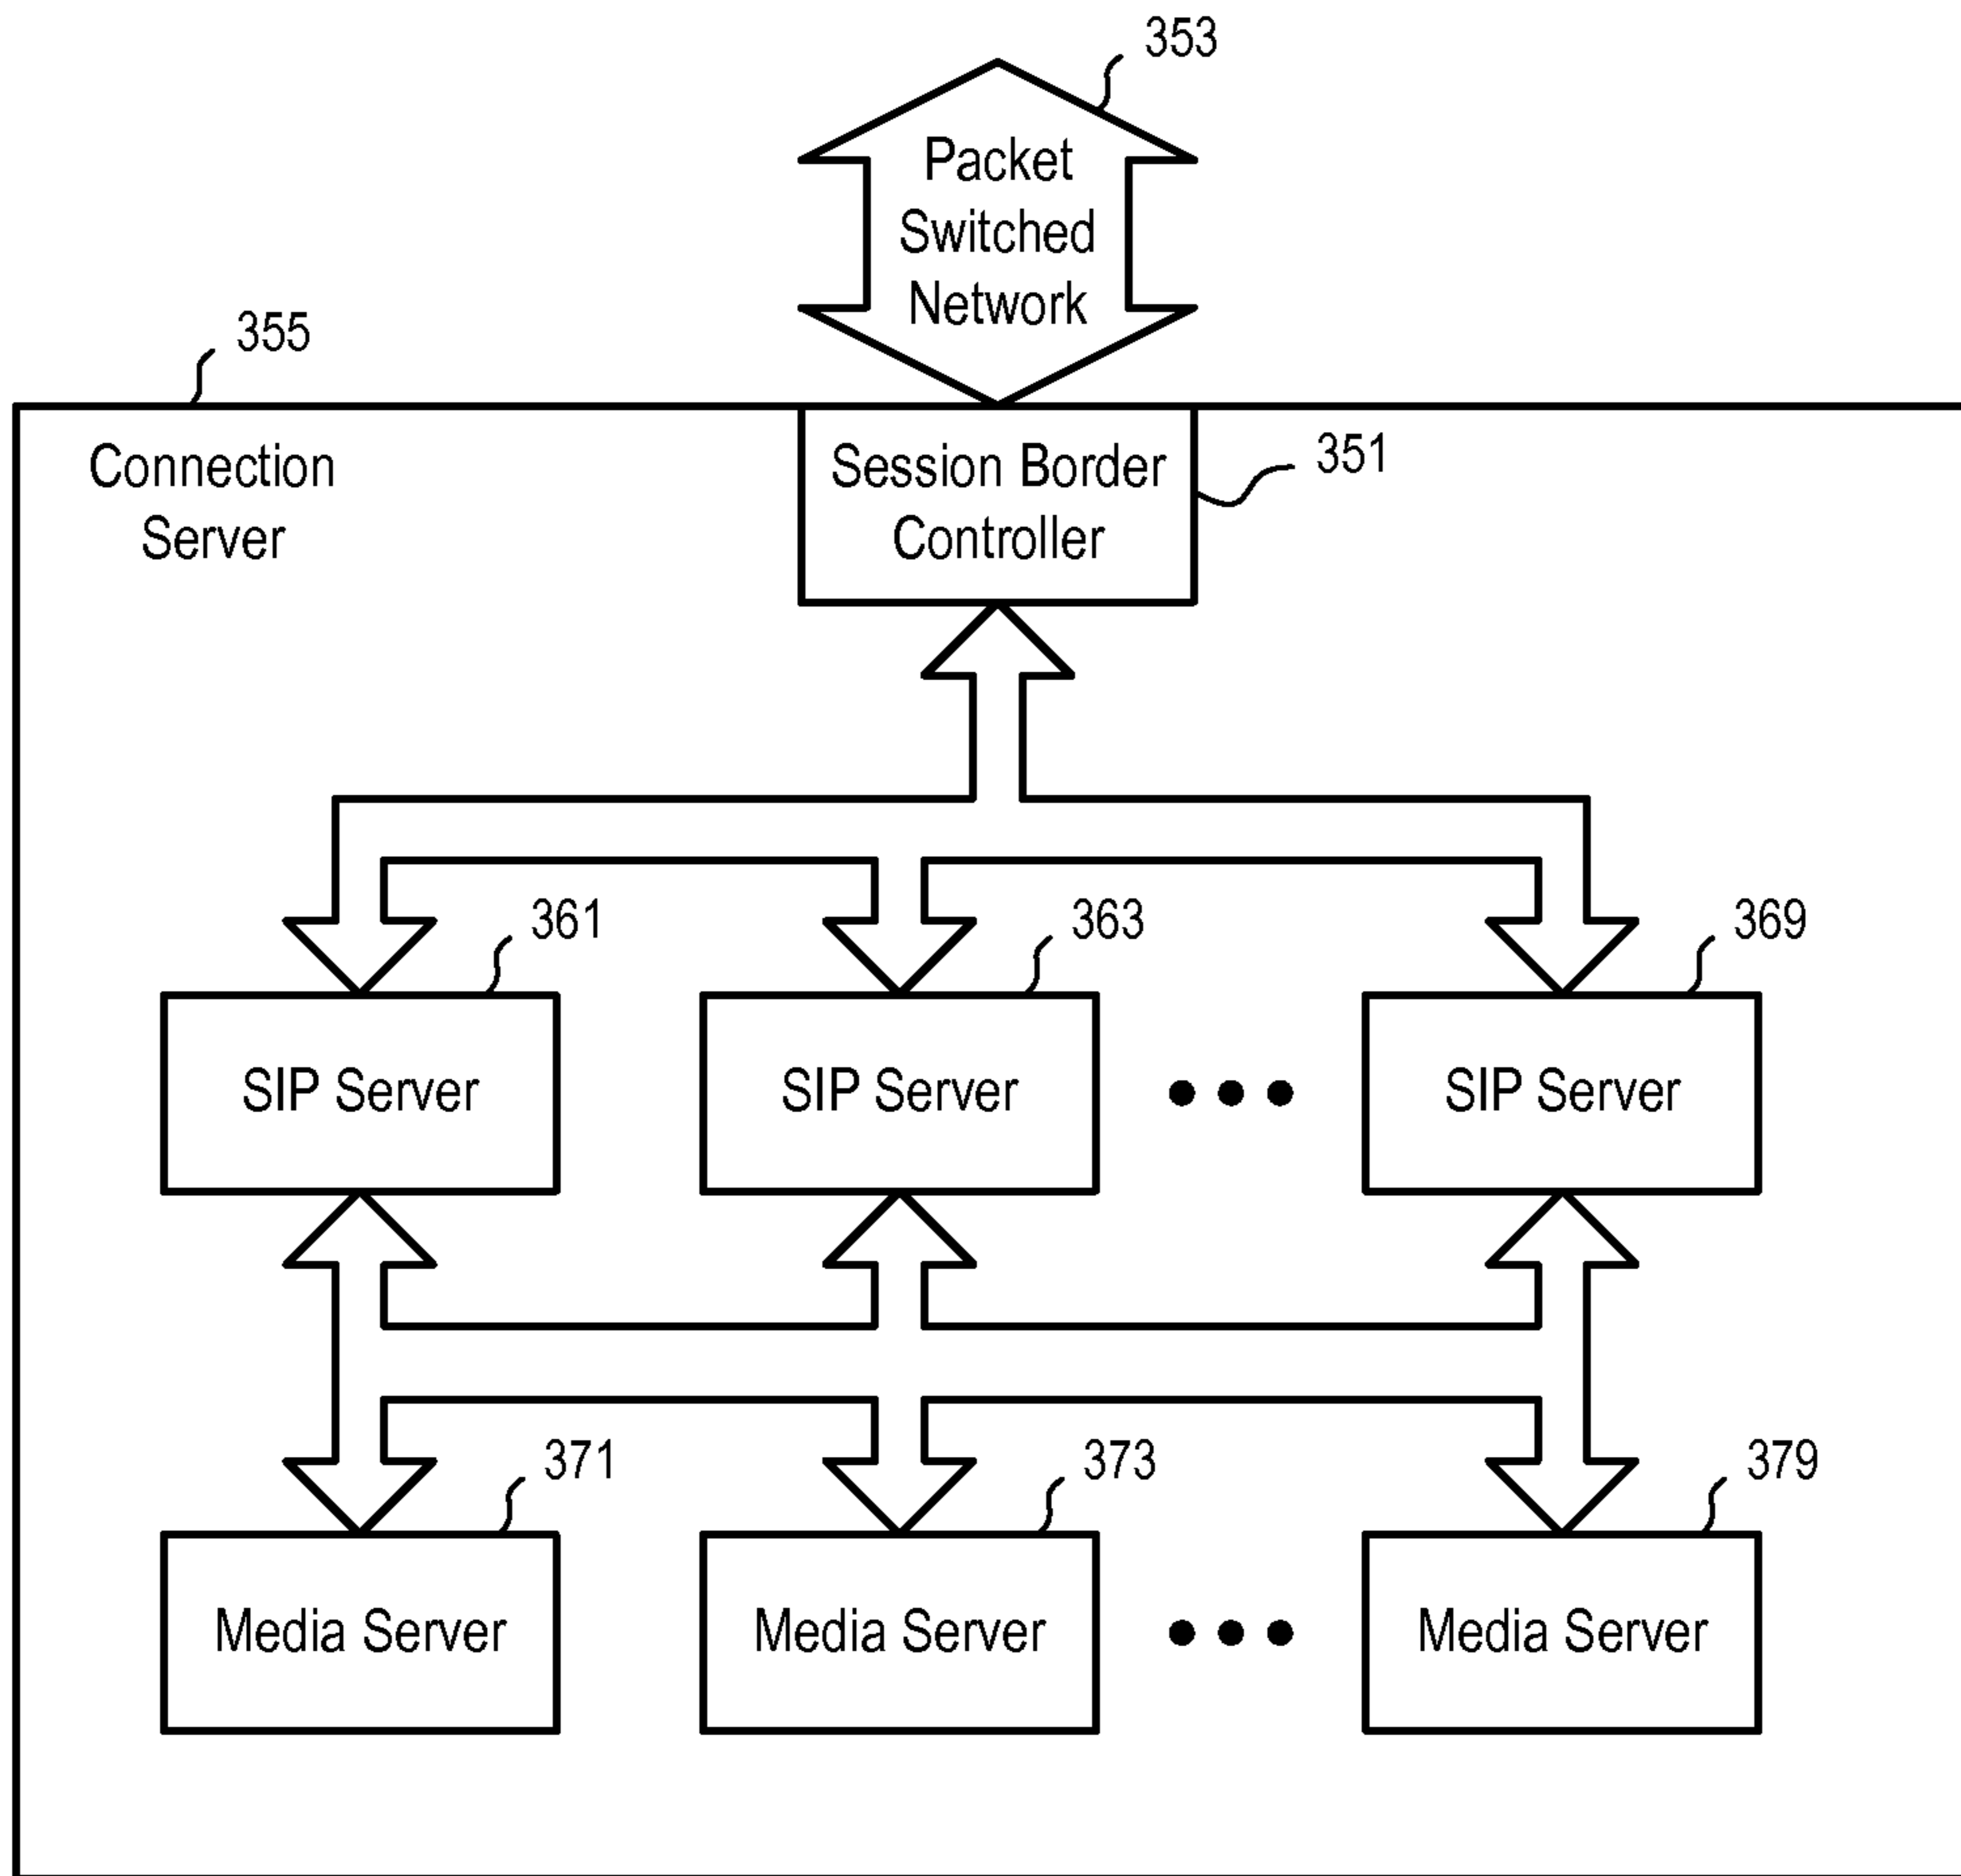 353
Packet
Switched
Network
355
Connection
Server
Session Border
Controller
351
361
363
369
SIP Server
SIP Server
SIP Server
371
373
379
Media Server
Media Server
Media Server